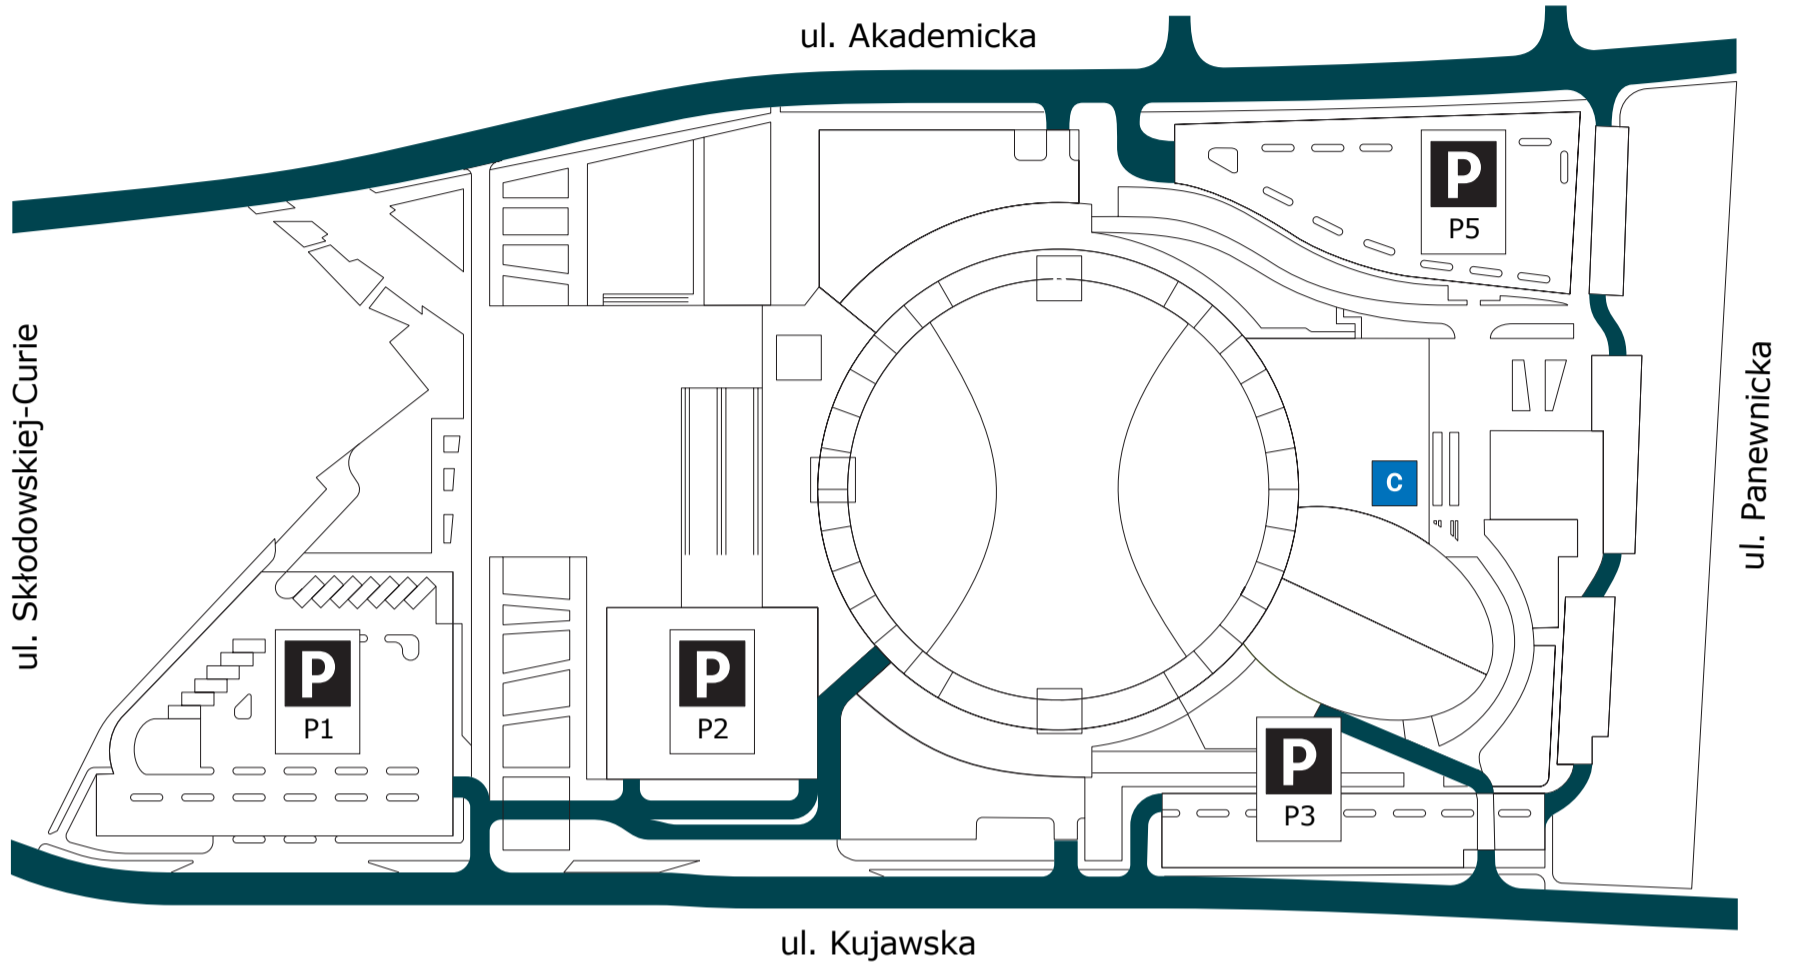 ul. Akademicka
P
P5
ul. Skłodowskiej-Curie
ul. Panewnicka
C
P
P1
P
P2
P
P3
ul. Kujawska